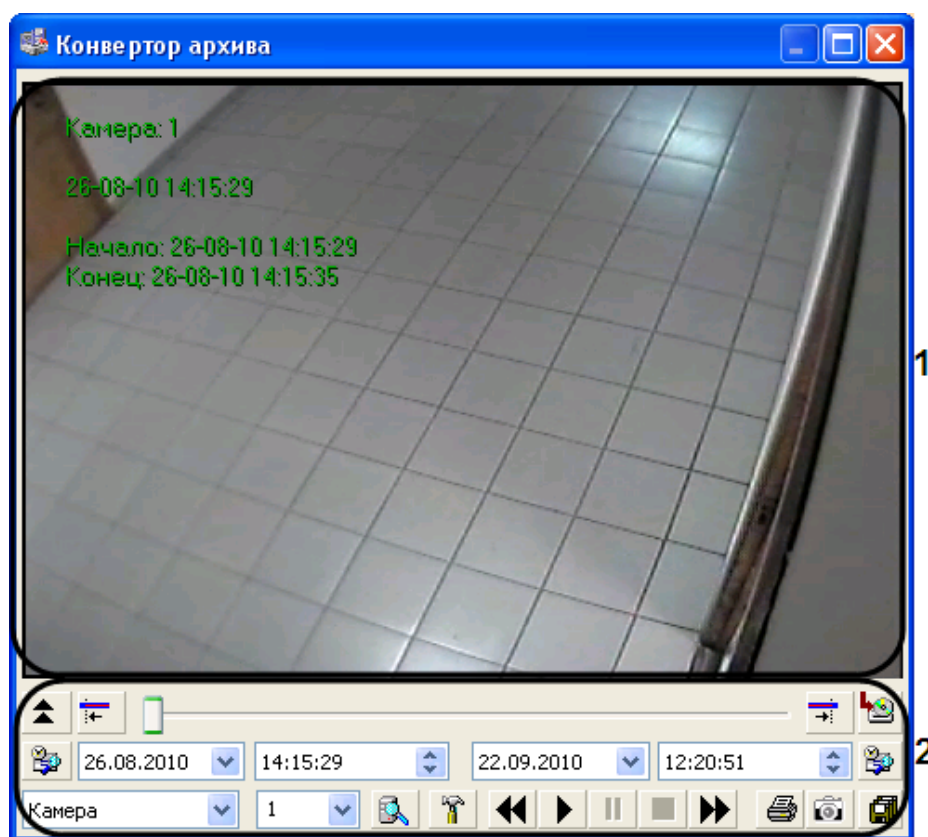 Конвертор архива
Камера: 1
26-08-10 14:15:29
Начало: 26-08-10 14:15:29
Конец: 26-08-10 14:15:35
1
26.08.2010 14:15:29 22.09.2010 12:20:51
2
Камера 1